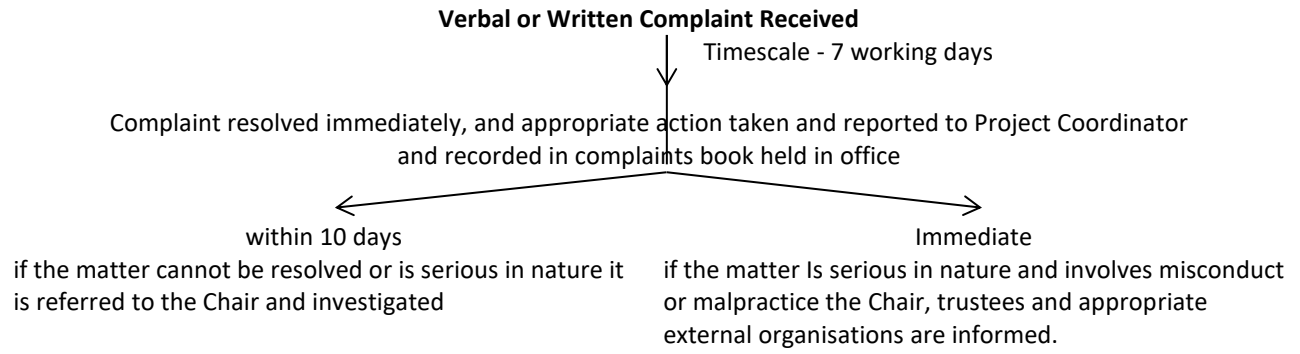 Verbal or Written Complaint Received
Timescale - 7 working days
Complaint resolved immediately, and appropriate action taken and reported to Project Coordinator
and recorded in complaints book held in office
within 10 days
if the matter cannot be resolved or is serious in nature it
is referred to the Chair and investigated
Immediate
if the matter Is serious in nature and involves misconduct
or malpractice the Chair, trustees and appropriate
external organisations are informed.